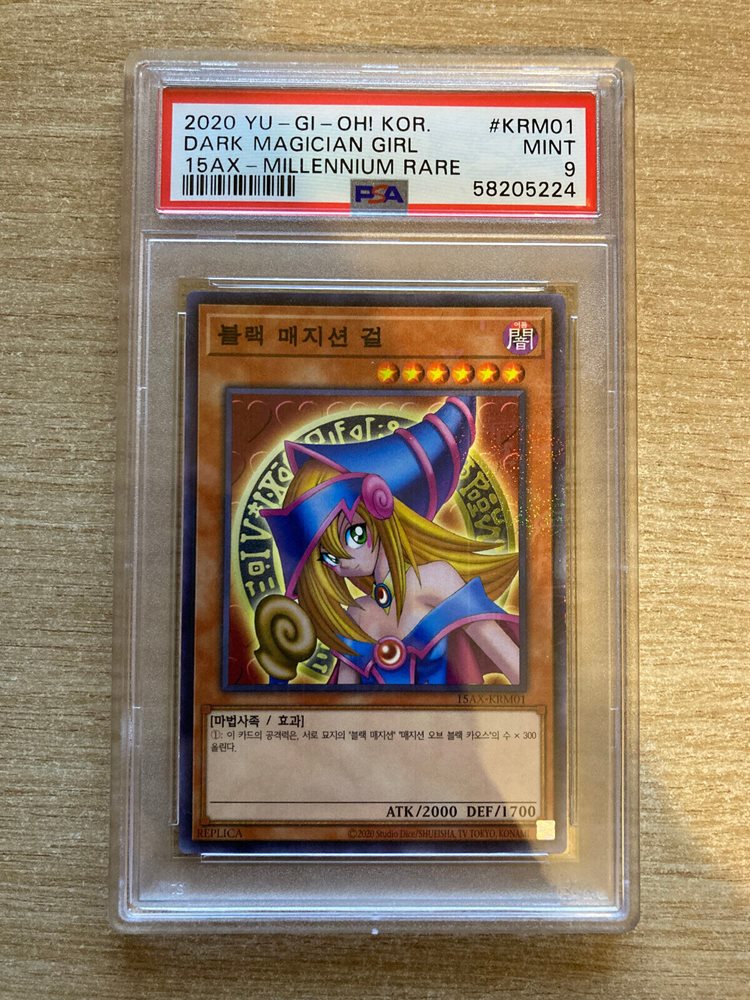 2020 YU-GI-OH! KOR. #KRM01
DARK MAGICIAN GIRL MINT
15AX-MILLENNIUM RARE 9
PSA 58205224
블랙 매지션 걸
어둠
闇
15AX-KRM01
[마법사족 / 효과]
①: 이 카드의 공격력은, 서로 묘지의 "블랙 매지션" "매지션 오브 블랙 카오스"의 수 × 300
올린다.
ATK/2000 DEF/1700
REPLICA ©2020 Studio Dice/SHUEISHA, TV TOKYO, KONAMI